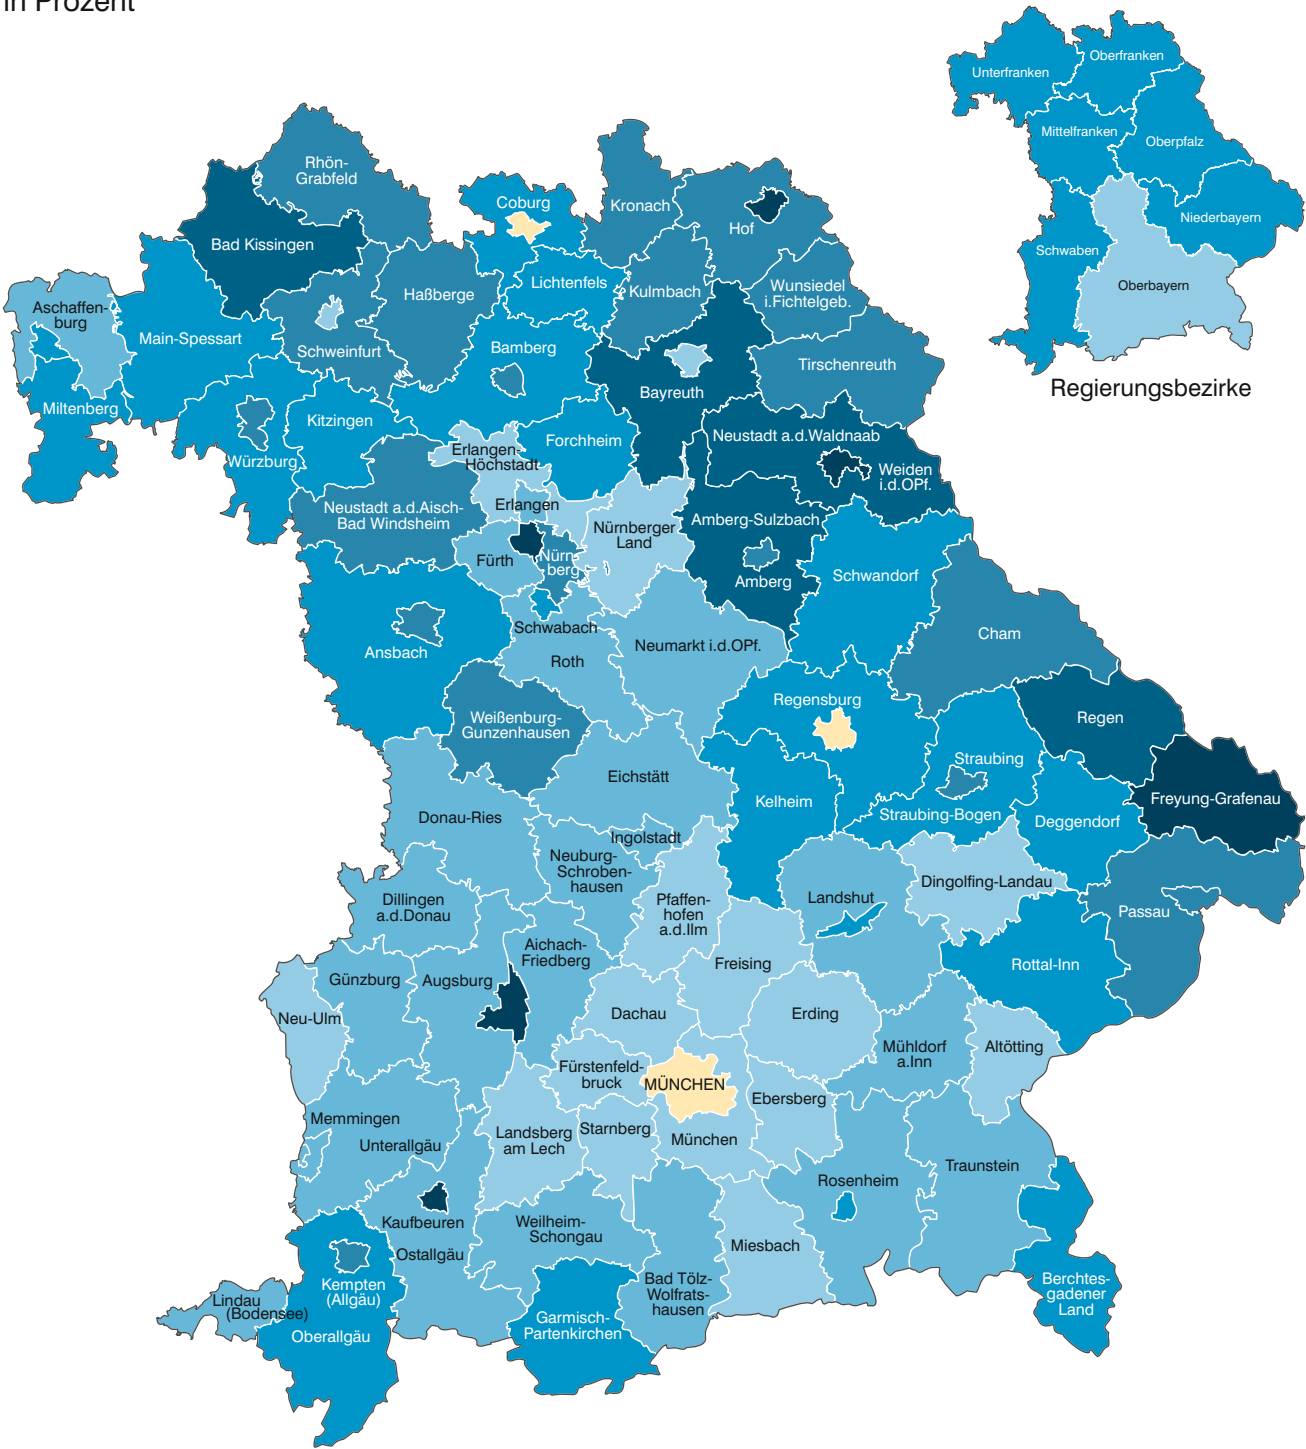 in Prozent
Unterfranken
Oberfranken
Mittelfranken
Oberpfalz
Niederbayern
Schwaben
Oberbayern
Regierungsbezirke
Rhön-
Grabfeld
Coburg
Kronach
Hof
Bad Kissingen
Lichtenfels
Kulmbach
Wunsiedel
i.Fichtelgeb.
Haßberge
Aschaffen-
burg
Main-Spessart
Schweinfurt
Bamberg
Tirschenreuth
Bayreuth
Miltenberg
Kitzingen
Würzburg
Erlangen-
Höchstadt
Forchheim
Neustadt a.d.Waldnaab
Weiden
i.d.OPf.
Neustadt a.d.Aisch-
Bad Windsheim
Erlangen
Nürnberger
Land
Amberg-Sulzbach
Fürth
Nürn-
berg
Amberg
Schwandorf
Schwabach
Roth
Neumarkt i.d.OPf.
Cham
Ansbach
Weißenburg-
Gunzenhausen
Regensburg
Regen
Eichstätt
Straubing
Kelheim
Freyung-Grafenau
Donau-Ries
Straubing-Bogen
Deggendorf
Ingolstadt
Neuburg-
Schroben-
hausen
Dillingen
a.d.Donau
Pfaffen-
hofen
a.d.Ilm
Landshut
Dingolfing-Landau
Passau
Aichach-
Friedberg
Freising
Rottal-Inn
Günzburg
Augsburg
Neu-Ulm
Dachau
Erding
Mühldorf
a.Inn
Altötting
Fürstenfeld-
bruck
MÜNCHEN
Ebersberg
Memmingen
Unterallgäu
Landsberg
am Lech
Starnberg
München
Traunstein
Rosenheim
Kaufbeuren
Ostallgäu
Weilheim-
Schongau
Miesbach
Kempten
(Allgäu)
Bad Tölz-
Wolfrats-
hausen
Berchtes-
gadener
Land
Lindau
(Bodensee)
Oberallgäu
Garmisch-
Partenkirchen